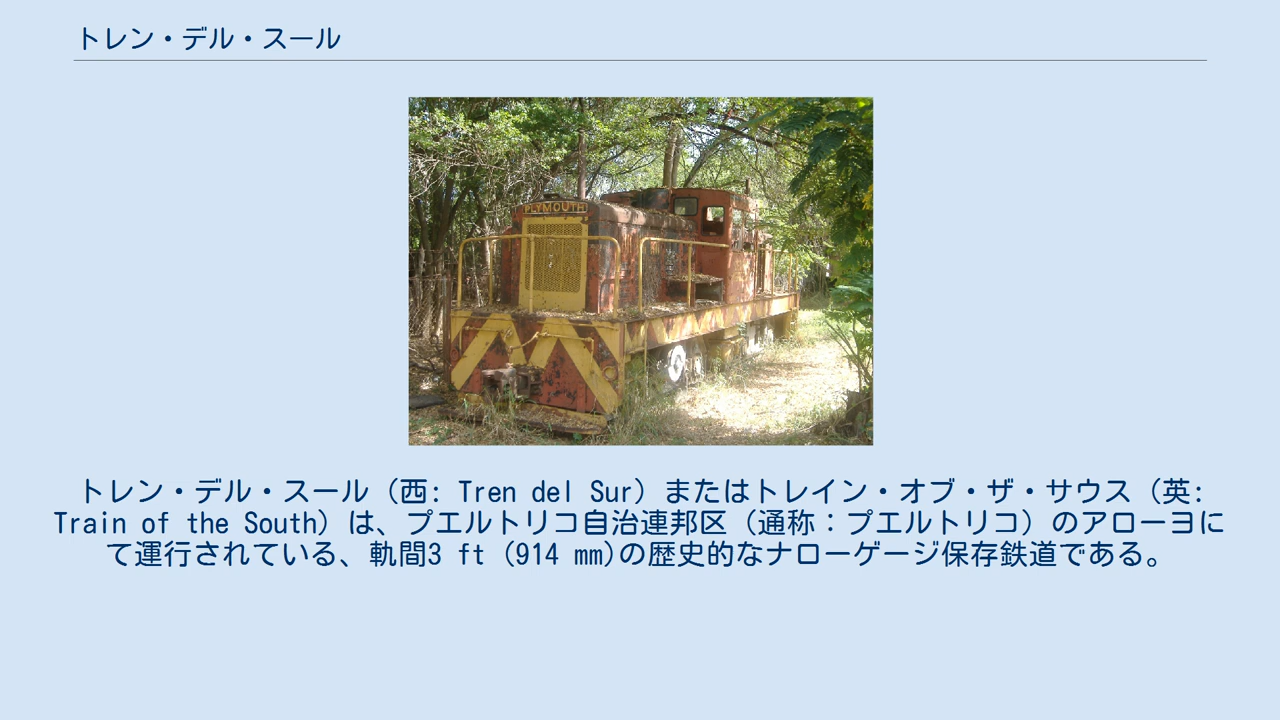 トレン・デル・スール
PLYMOUTH
トレン・デル・スール（西: Tren del Sur）またはトレイン・オブ・ザ・サウス（英:
Train of the South）は、プエルトリコ自治連邦区（通称：プエルトリコ）のアローヨに
て運行されている、軌間3 ft (914 mm)の歴史的なナローゲージ保存鉄道である。